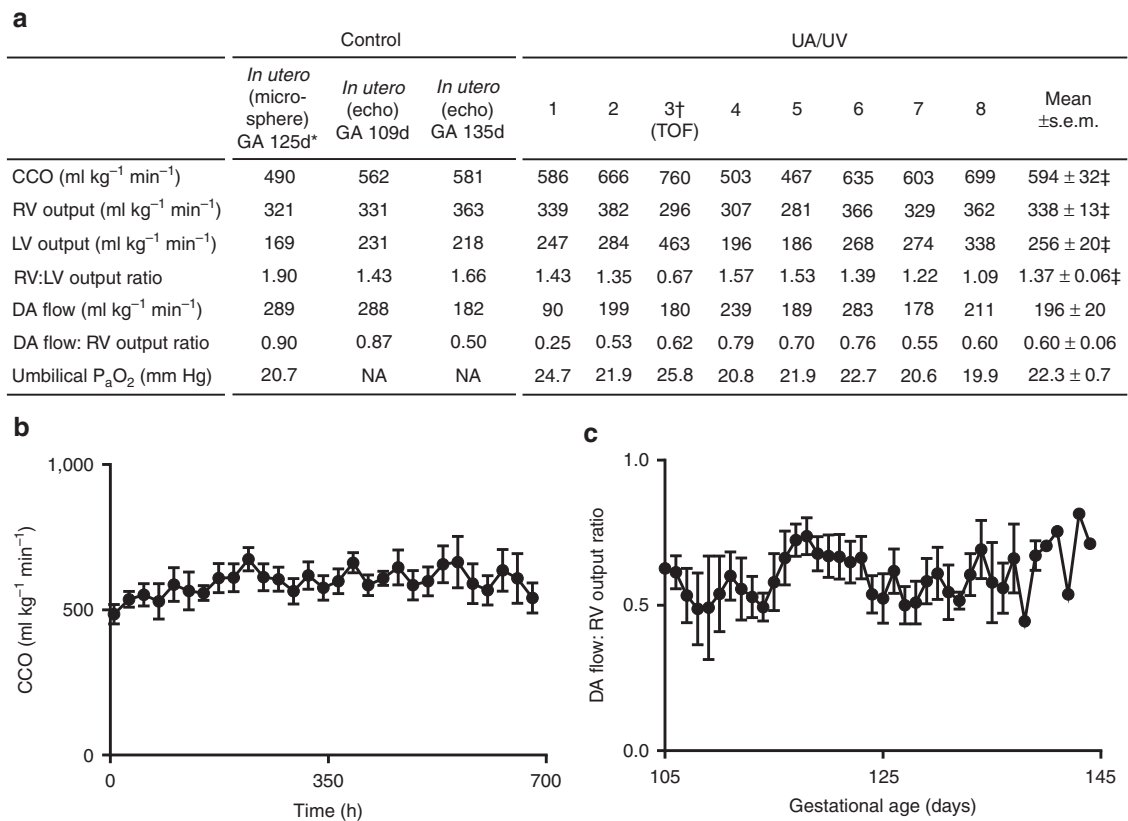 a
Control UA/UV
In utero (micro-sphere) GA 125d* In utero (echo) GA 109d In utero (echo) GA 135d 1 2 3† (TOF) 4 5 6 7 8 Mean ±s.e.m.
CCO (ml kg⁻¹ min⁻¹) 490 562 581 586 666 760 503 467 635 603 699 594 ± 32‡
RV output (ml kg⁻¹ min⁻¹) 321 331 363 339 382 296 307 281 366 329 362 338 ± 13‡
LV output (ml kg⁻¹ min⁻¹) 169 231 218 247 284 463 196 186 268 274 338 256 ± 20‡
RV:LV output ratio 1.90 1.43 1.66 1.43 1.35 0.67 1.57 1.53 1.39 1.22 1.09 1.37 ± 0.06‡
DA flow (ml kg⁻¹ min⁻¹) 289 288 182 90 199 180 239 189 283 178 211 196 ± 20
DA flow: RV output ratio 0.90 0.87 0.50 0.25 0.53 0.62 0.79 0.70 0.76 0.55 0.60 0.60 ± 0.06
Umbilical PₐO₂ (mm Hg) 20.7 NA NA 24.7 21.9 25.8 20.8 21.9 22.7 20.6 19.9 22.3 ± 0.7
b
CCO (ml kg⁻¹ min⁻¹)
1,000
500
0
0 350 700
Time (h)
c
DA flow: RV output ratio
1.0
0.5
0.0
105 125 145
Gestational age (days)